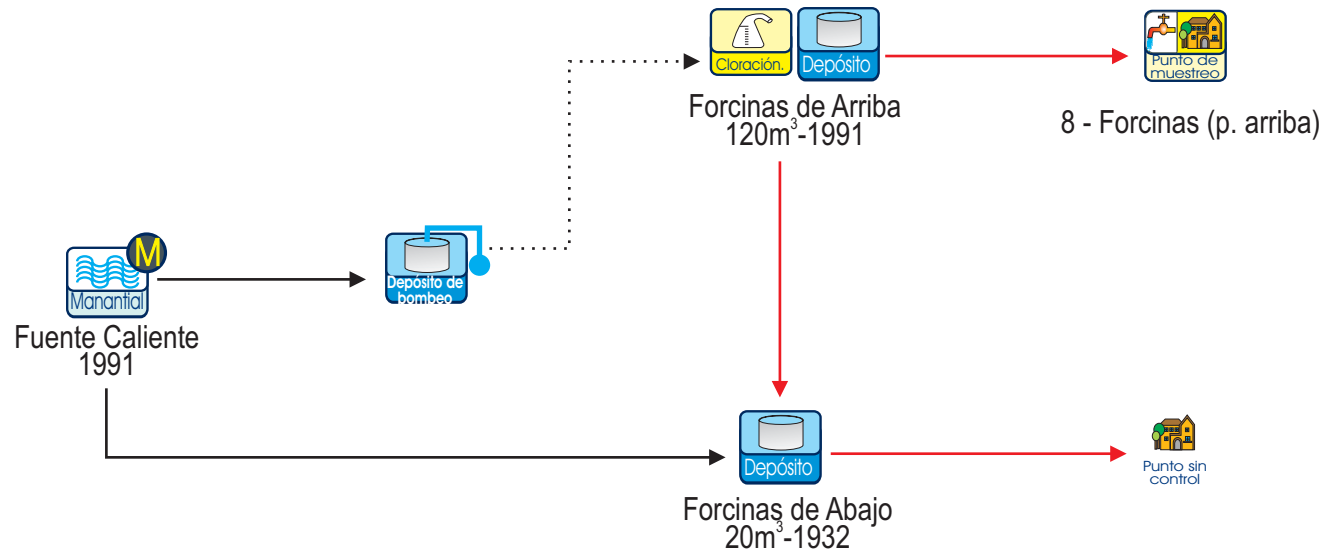 Cloración.
Depósito
Forcinas de Arriba
120m³-1991
Punto de
muestreo
8 - Forcinas (p. arriba)
M
Manantial
Fuente Caliente
1991
Depósito de
bombeo
Depósito
Forcinas de Abajo
20m³-1932
Punto sin
control